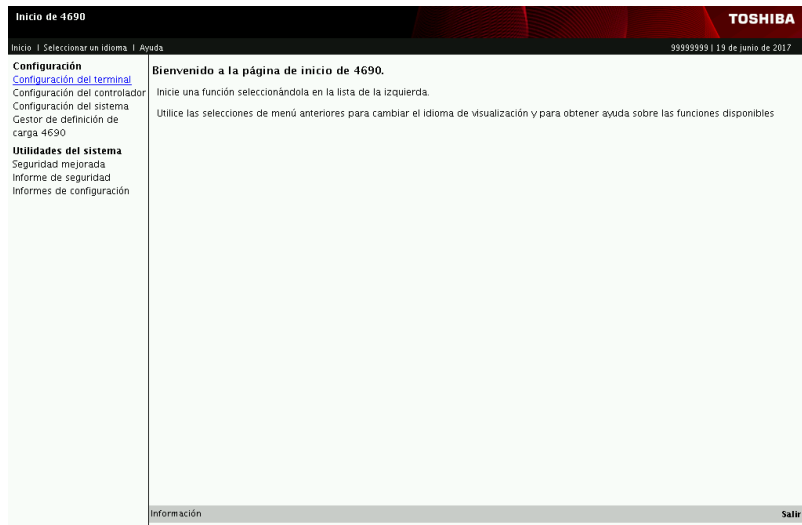 Inicio de 4690
TOSHIBA
Inicio | Seleccionar un idioma | Ayuda
99999999 | 19 de junio de 2017
Configuración
Configuración del terminal
Configuración del controlador
Configuración del sistema
Gestor de definición de
carga 4690
Utilidades del sistema
Seguridad mejorada
Informe de seguridad
Informes de configuración
Bienvenido a la página de inicio de 4690.
Inicie una función seleccionándola en la lista de la izquierda.
Utilice las selecciones de menú anteriores para cambiar el idioma de visualización y para obtener ayuda sobre las funciones disponibles
Información
Salir